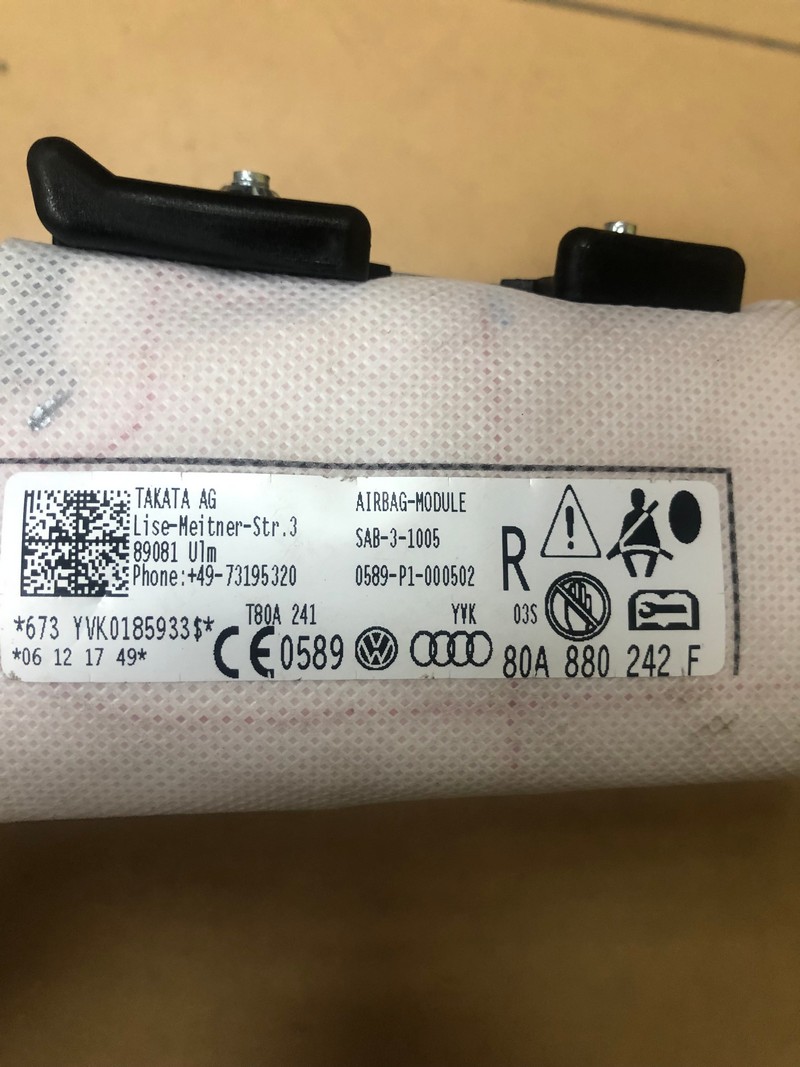 TAKATA AG
Lise-Meitner-Str.3
89081 Ulm
Phone:+49-73195320
AIRBAG-MODULE
SAB-3-1005
0589-P1-000502
R
T80A 241
YVK
03S
*673 YVK0185933$*
*06 12 17 49*
CE 0589
80A 880 242 F